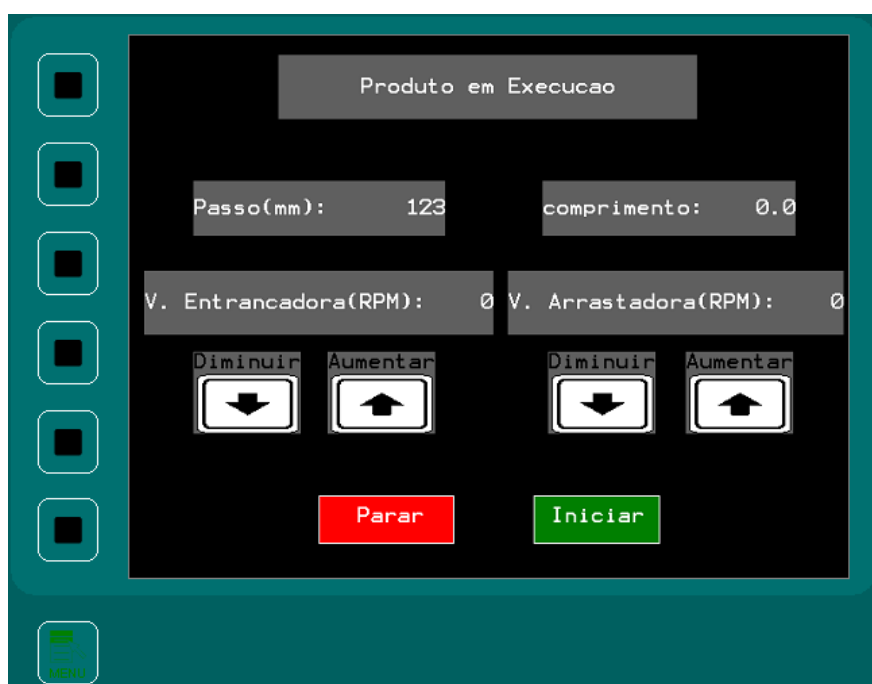 Produto em Execucao
Passo(mm): 123 comprimento: 0.0
V. Entrancadora(RPM): 0 V. Arrastadora(RPM): 0
Diminuir Aumentar Diminuir Aumentar
Parar Iniciar